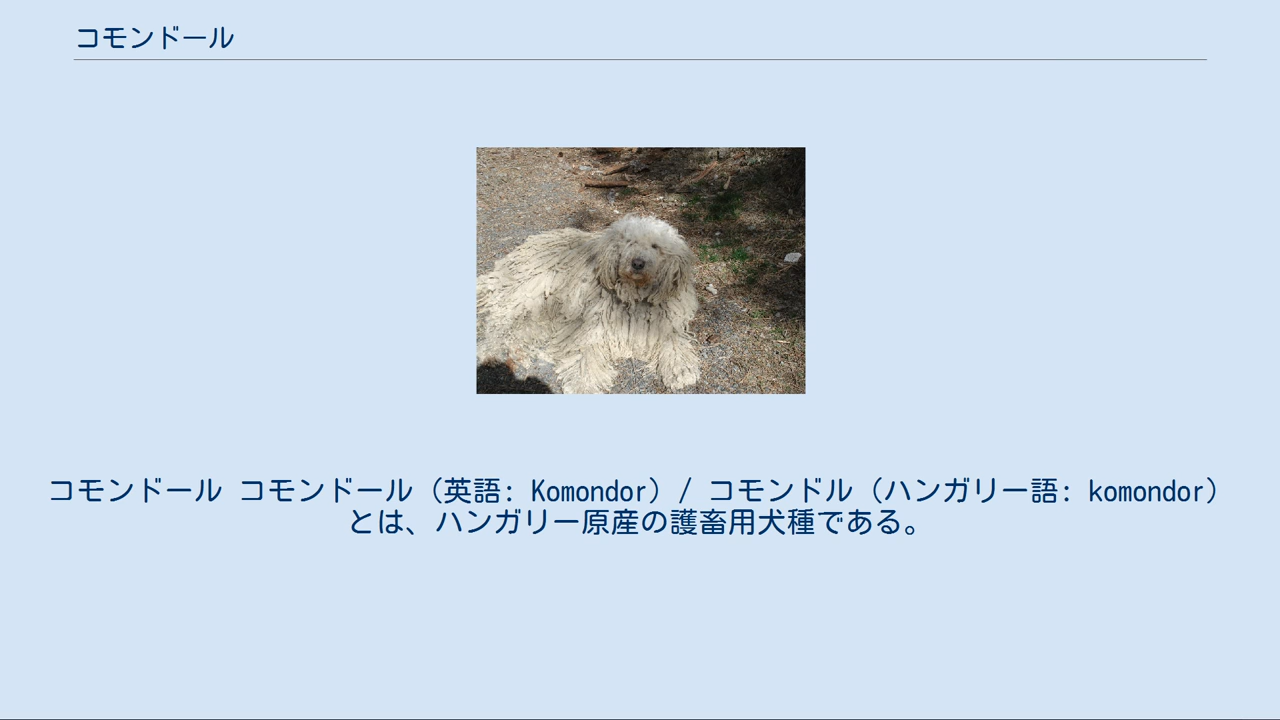 コモンドール
コモンドール コモンドール（英語: Komondor）/ コモンドル（ハンガリー語: komondor）
とは、ハンガリー原産の護畜用犬種である。